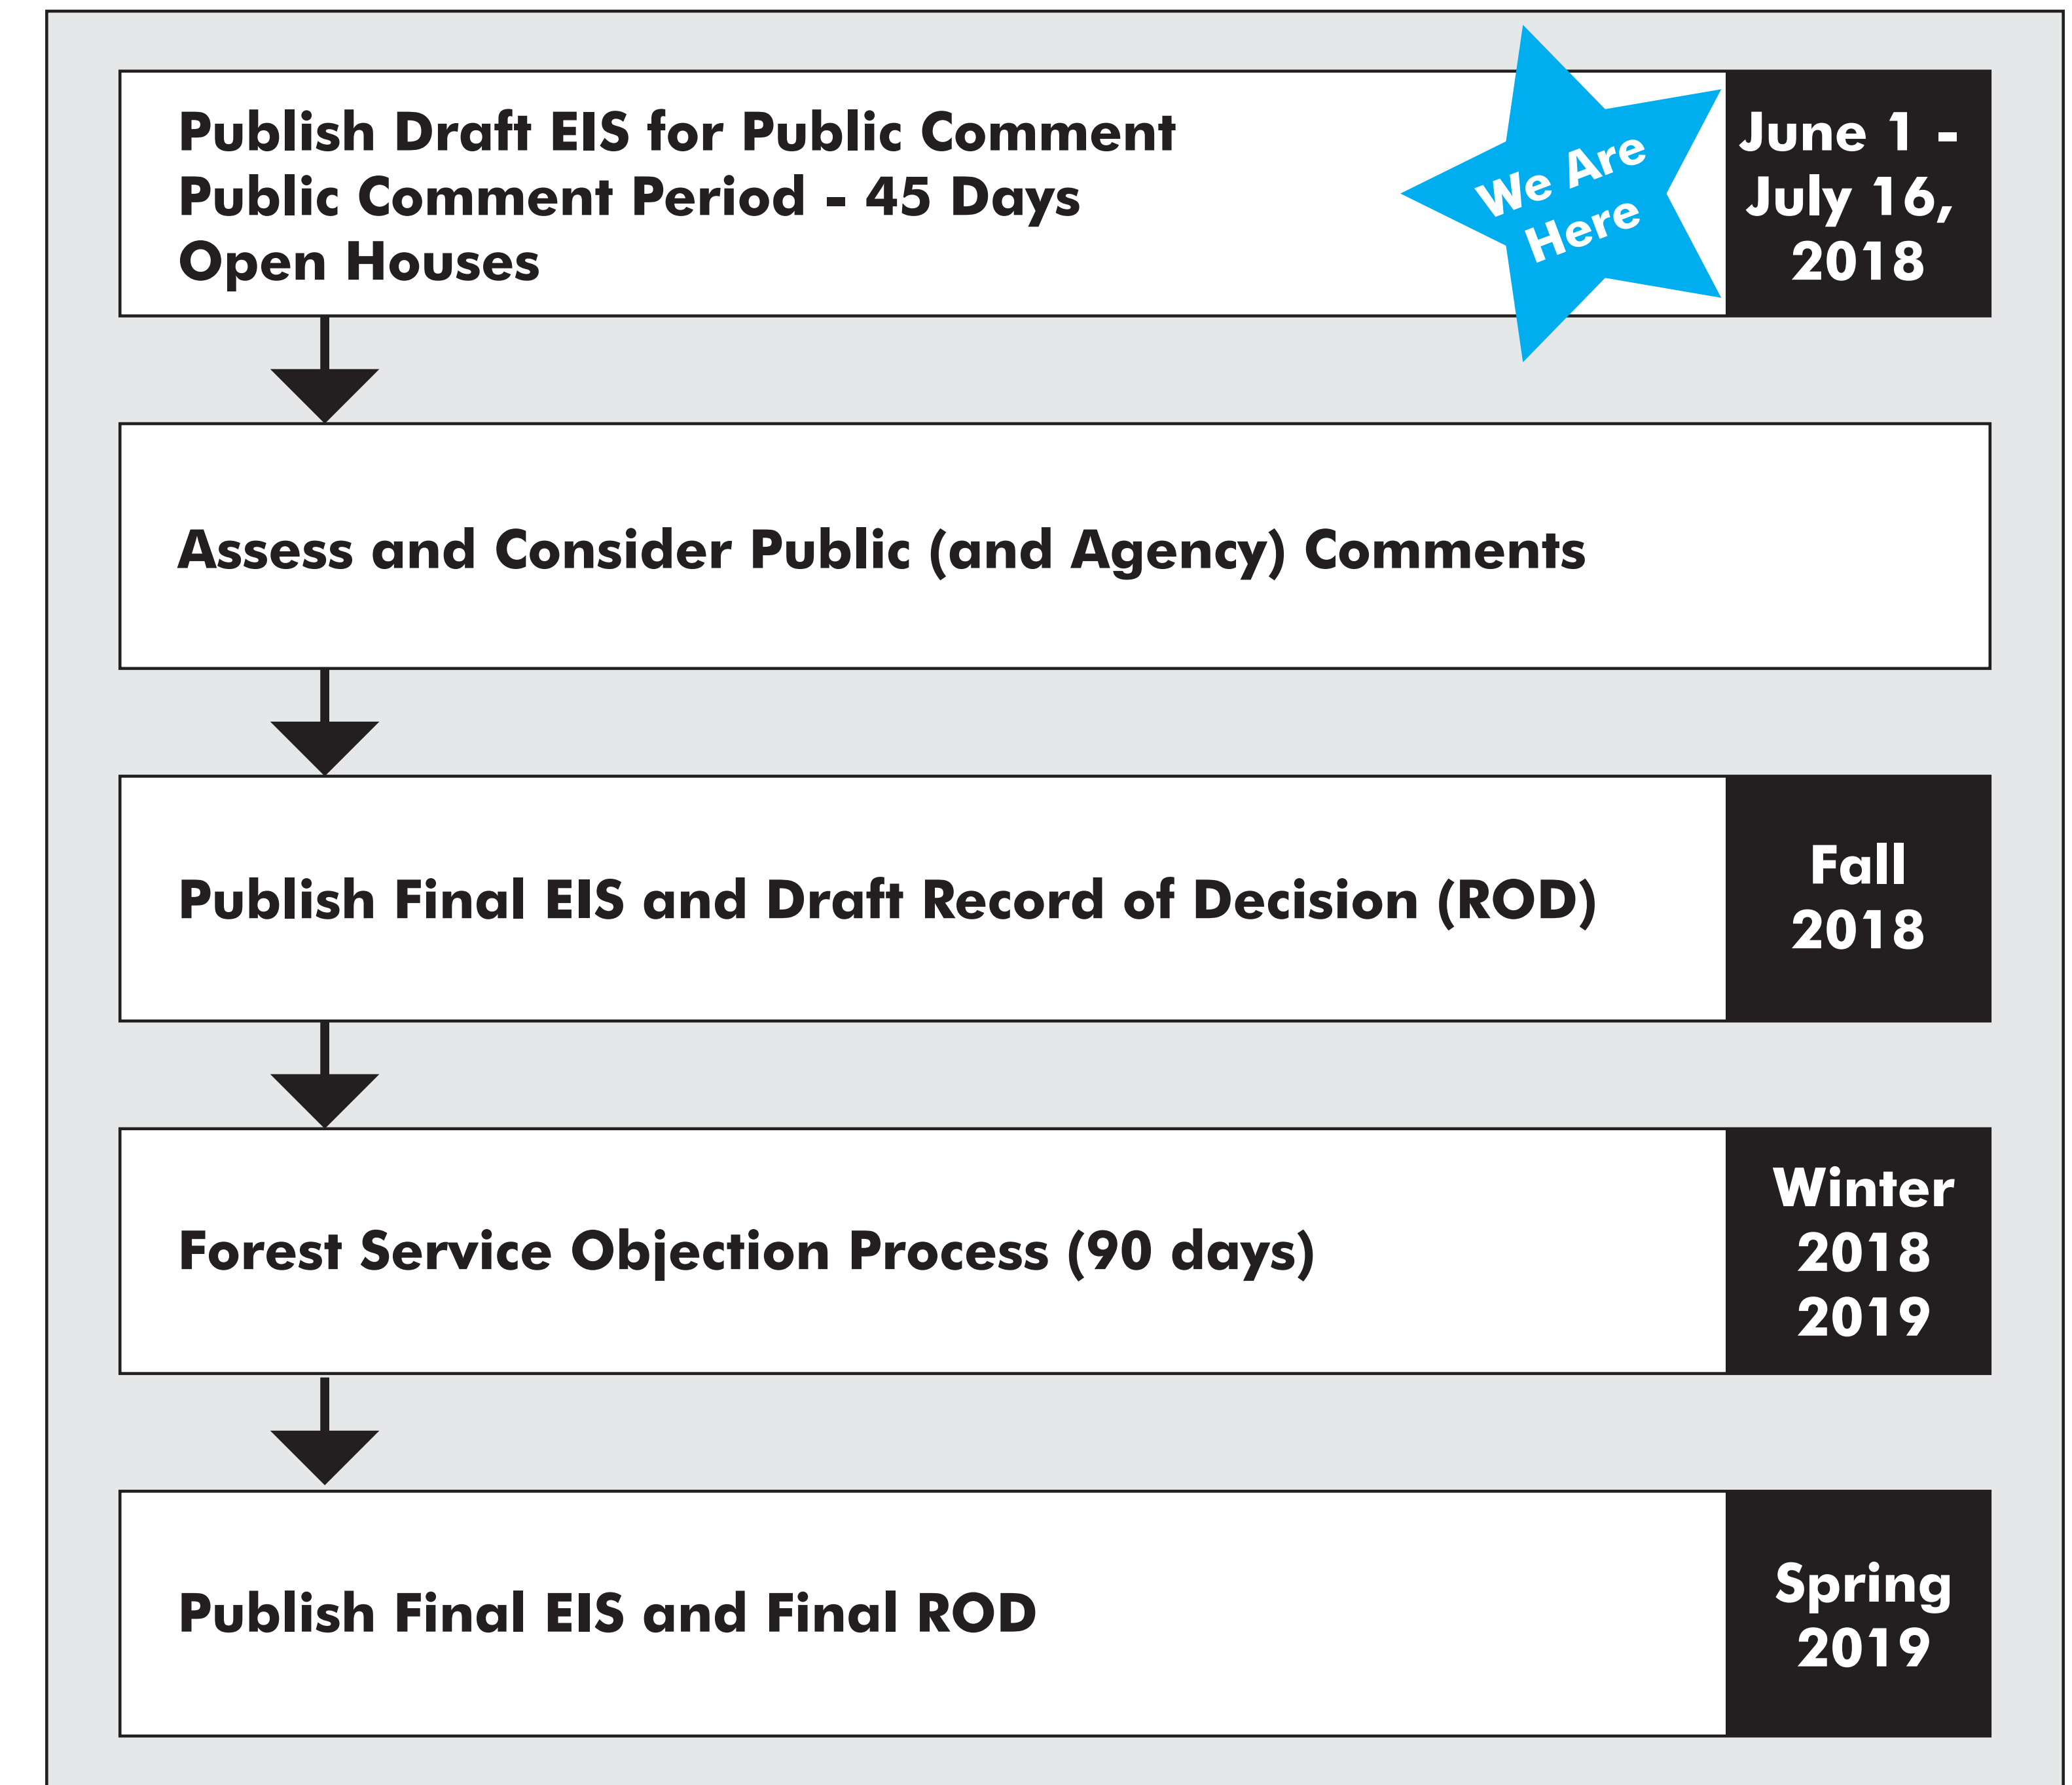 Publish Draft EIS for Public Comment
Public Comment Period - 45 Days
Open Houses
We Are
Here
June 1 -
July 16,
2018
Assess and Consider Public (and Agency) Comments
Publish Final EIS and Draft Record of Decision (ROD)
Fall
2018
Forest Service Objection Process (90 days)
Winter
2018
2019
Publish Final EIS and Final ROD
Spring
2019